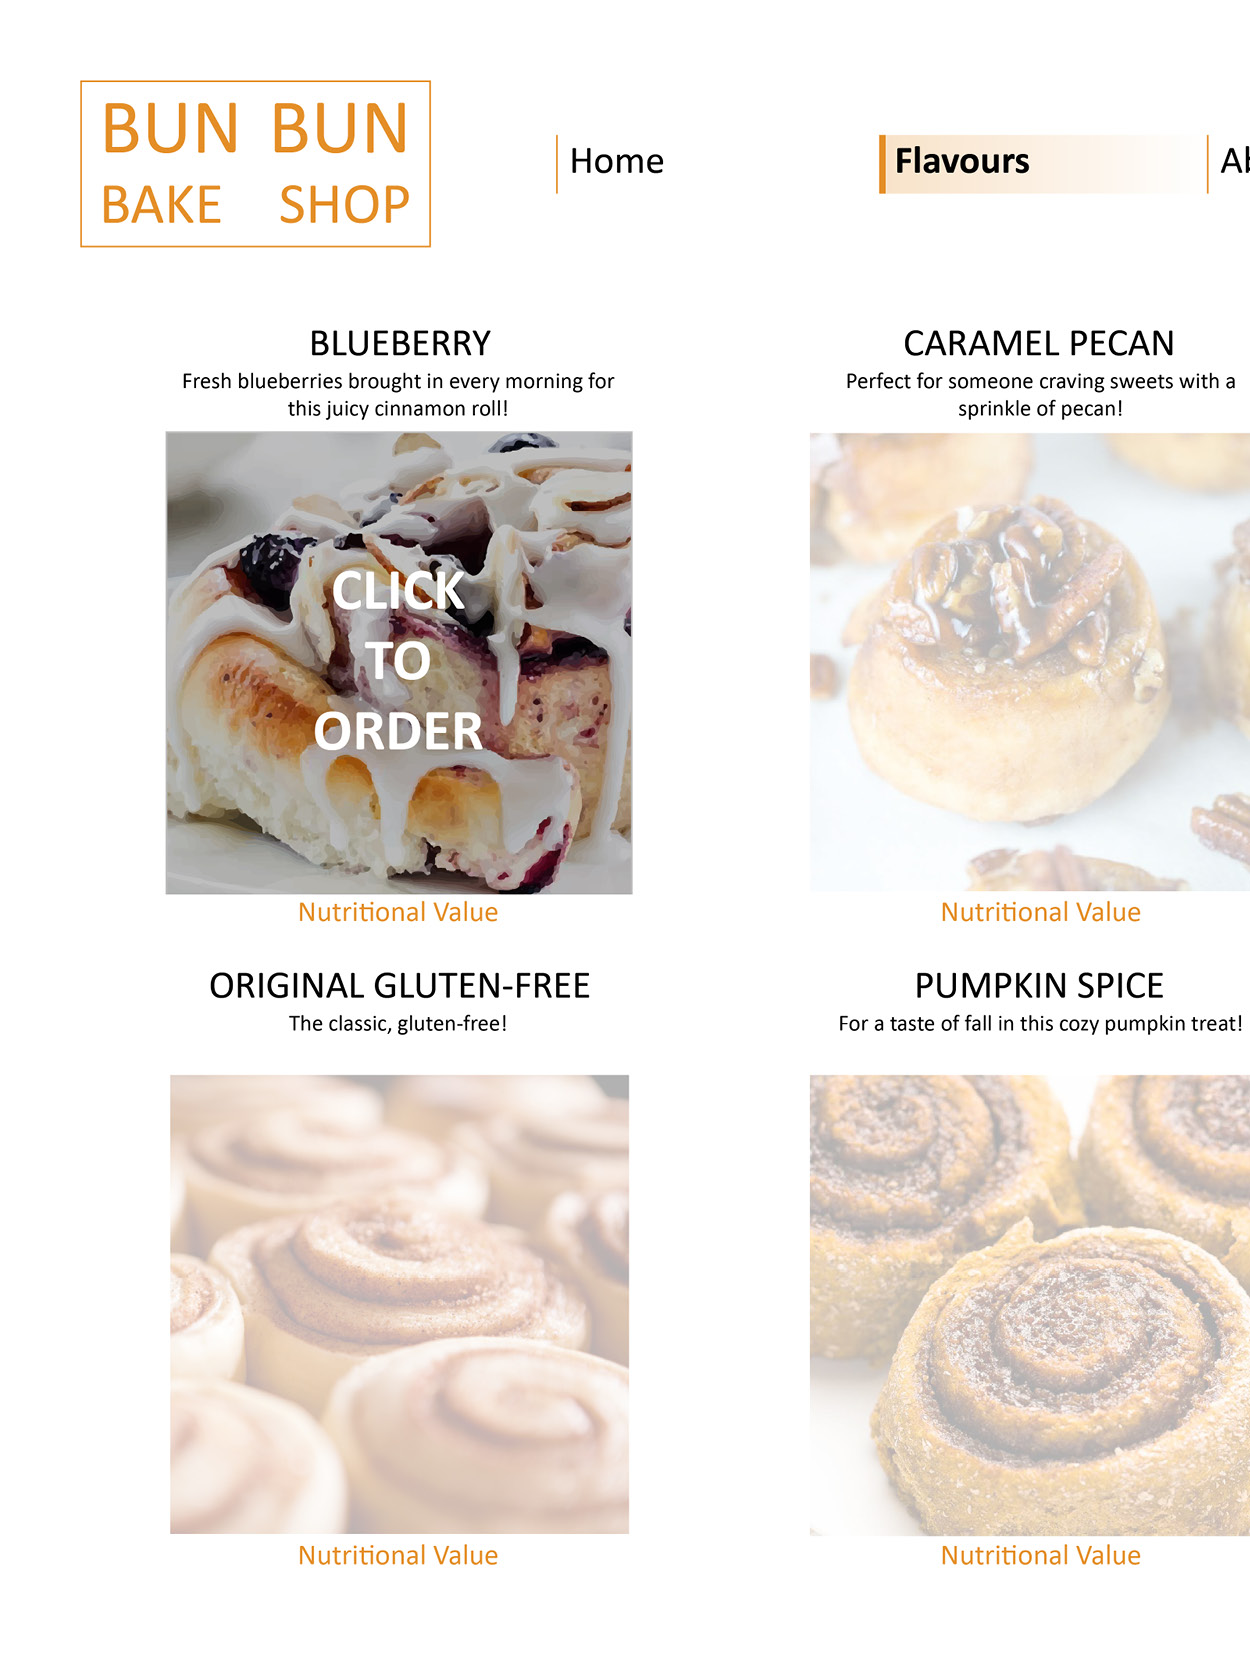 BUN BUN
BAKE SHOP
Home
Flavours
BLUEBERRY
Fresh blueberries brought in every morning for
this juicy cinnamon roll!
CLICK
TO
ORDER
Nutritional Value
CARAMEL PECAN
Perfect for someone craving sweets with a
sprinkle of pecan!
Nutritional Value
ORIGINAL GLUTEN-FREE
The classic, gluten-free!
Nutritional Value
PUMPKIN SPICE
For a taste of fall in this cozy pumpkin treat!
Nutritional Value